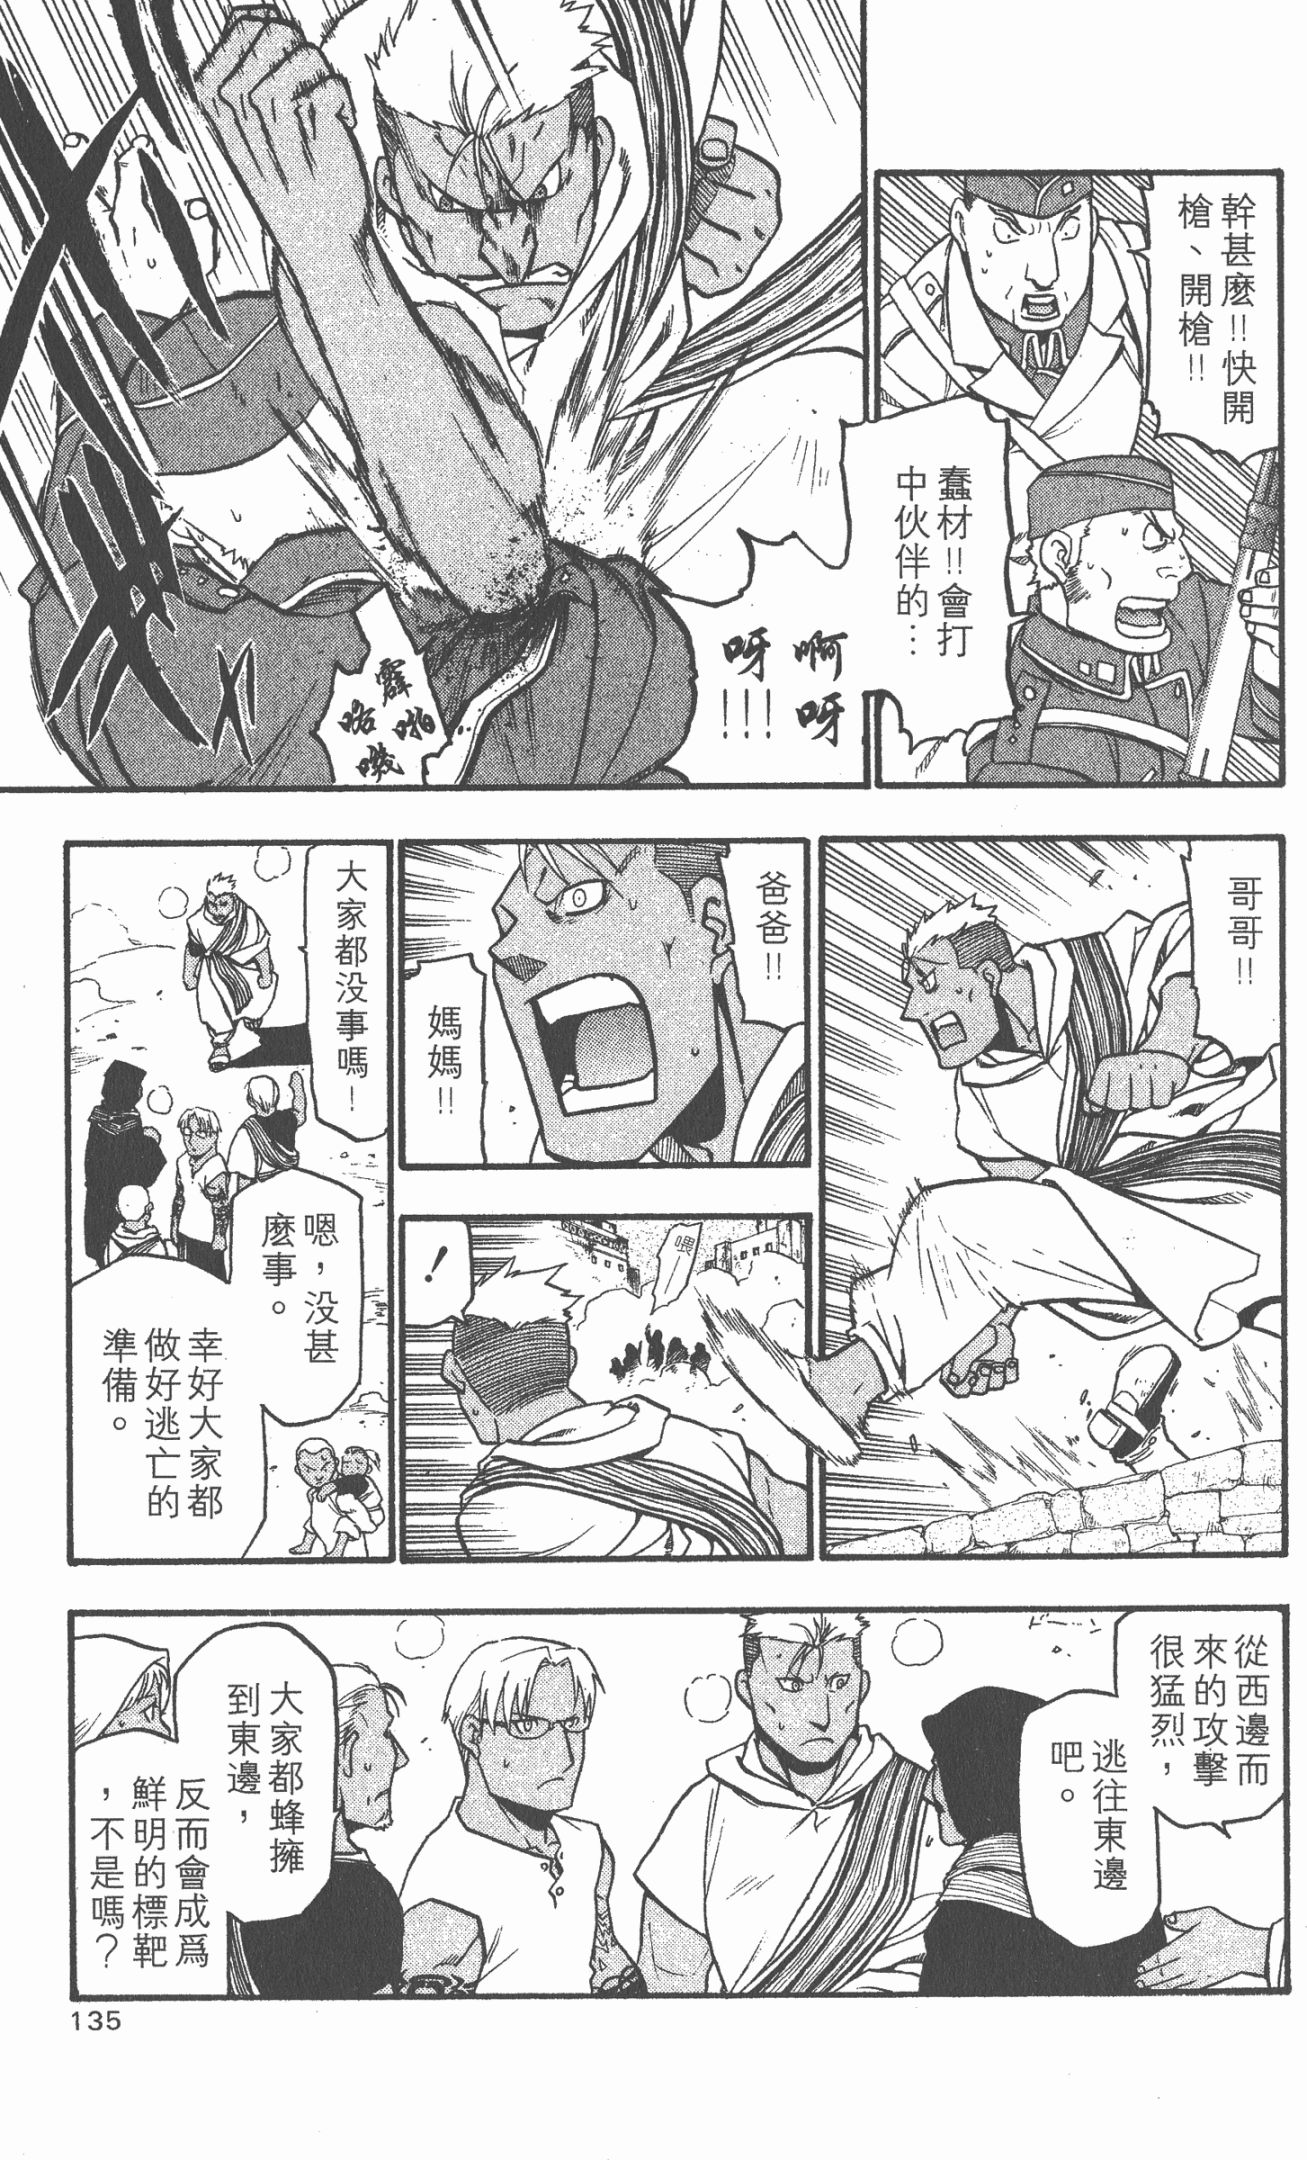 幹甚麼!!快開
槍、開槍!!
蠢材!!會打
中伙伴的…
啊呀
呀!!!
霹啪
哥哥!!
爸爸!!
媽媽!!
喂
!
大家都没事嗎!
嗯，没甚
麼事。
幸好大家都
做好逃亡的
準備。
從西邊而
來的攻擊
很猛烈，
逃往東邊
吧。
大家都蜂擁
到東邊，
反而會成爲
鮮明的標靶
，不是嗎？
135